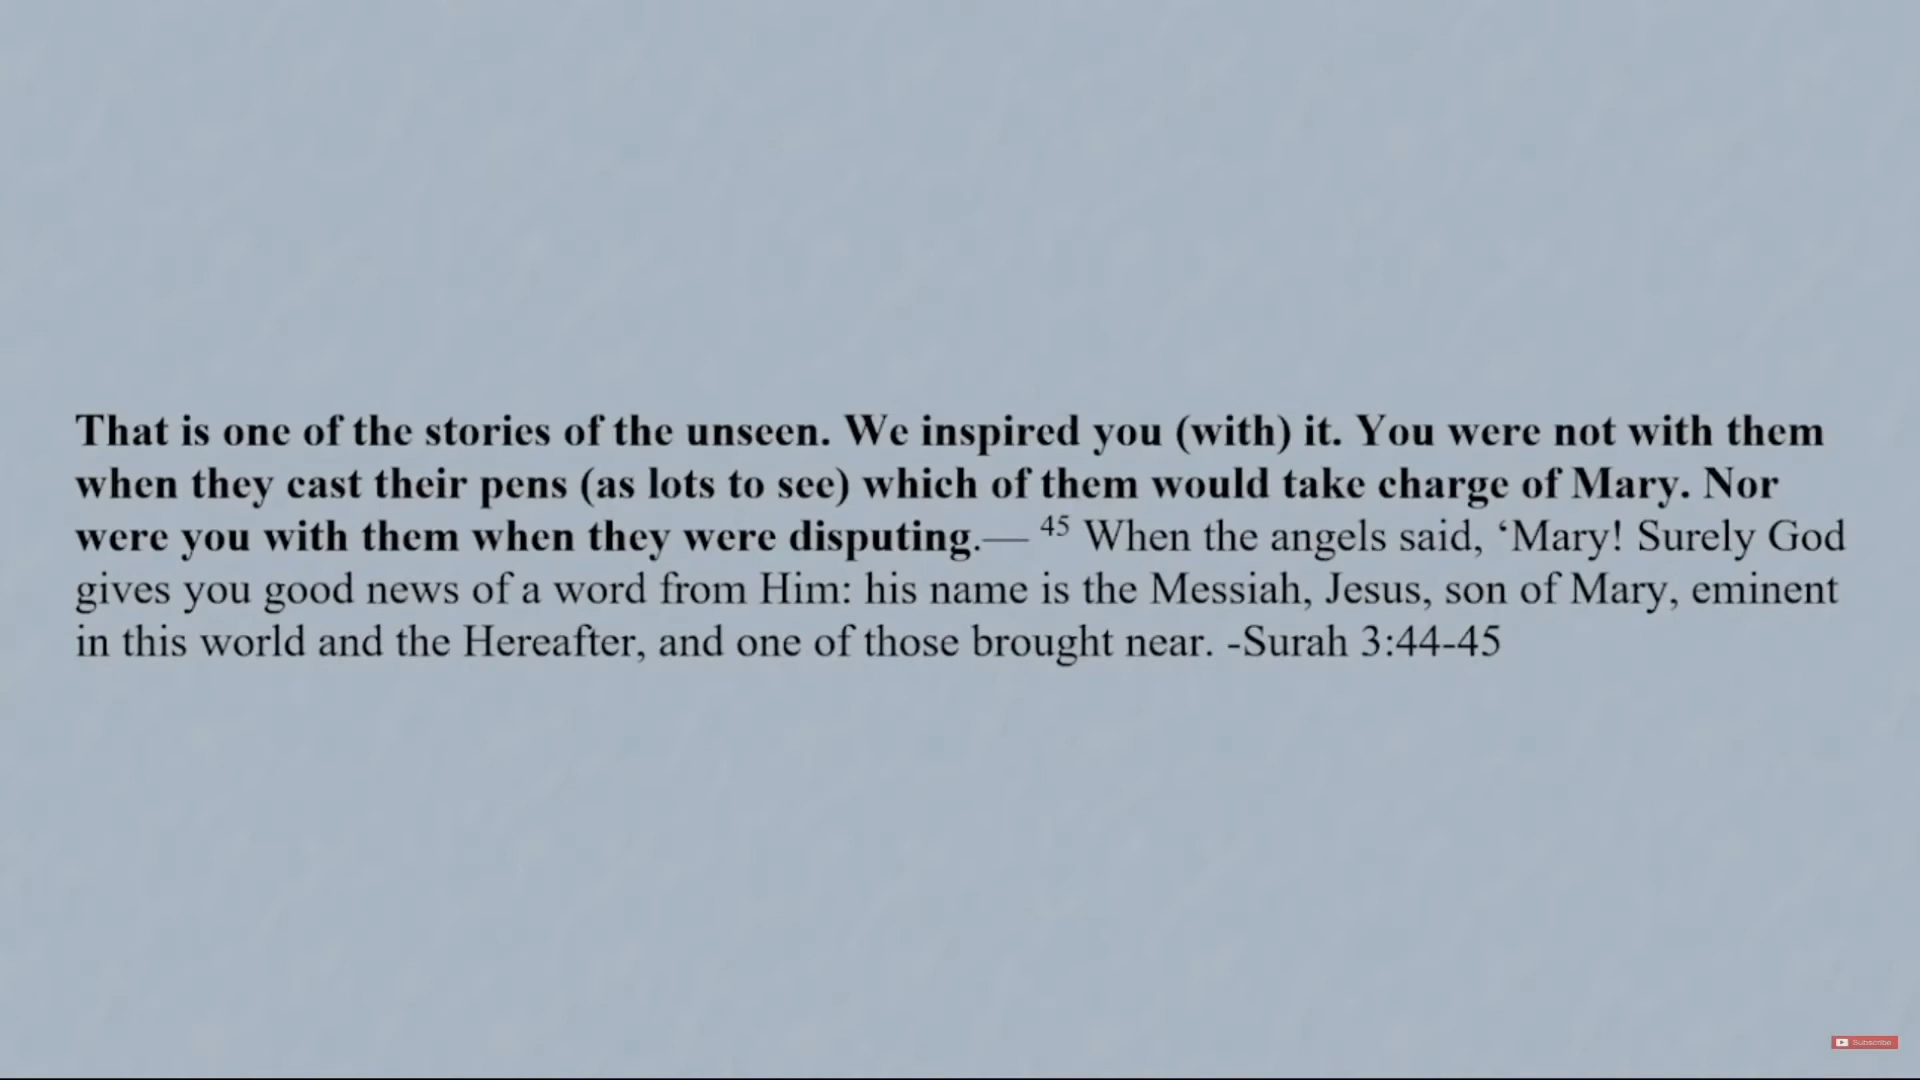 That is one of the stories of the unseen. We inspired you (with) it. You were not with them
when they cast their pens (as lots to see) which of them would take charge of Mary. Nor
were you with them when they were disputing.— 45 When the angels said, ‘Mary! Surely God
gives you good news of a word from Him: his name is the Messiah, Jesus, son of Mary, eminent
in this world and the Hereafter, and one of those brought near. -Surah 3:44-45
Subscribe